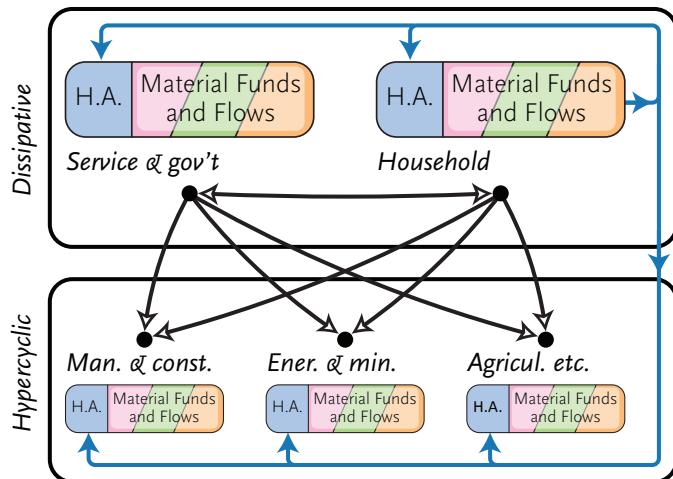 Dissipative
H.A.
Material Funds
and Flows
H.A.
Material Funds
and Flows
Service & gov't
Household
Hypercyclic
Man. & const.
Ener. & min.
Agricul. etc.
H.A.
Material Funds
and Flows
H.A.
Material Funds
and Flows
H.A.
Material Funds
and Flows